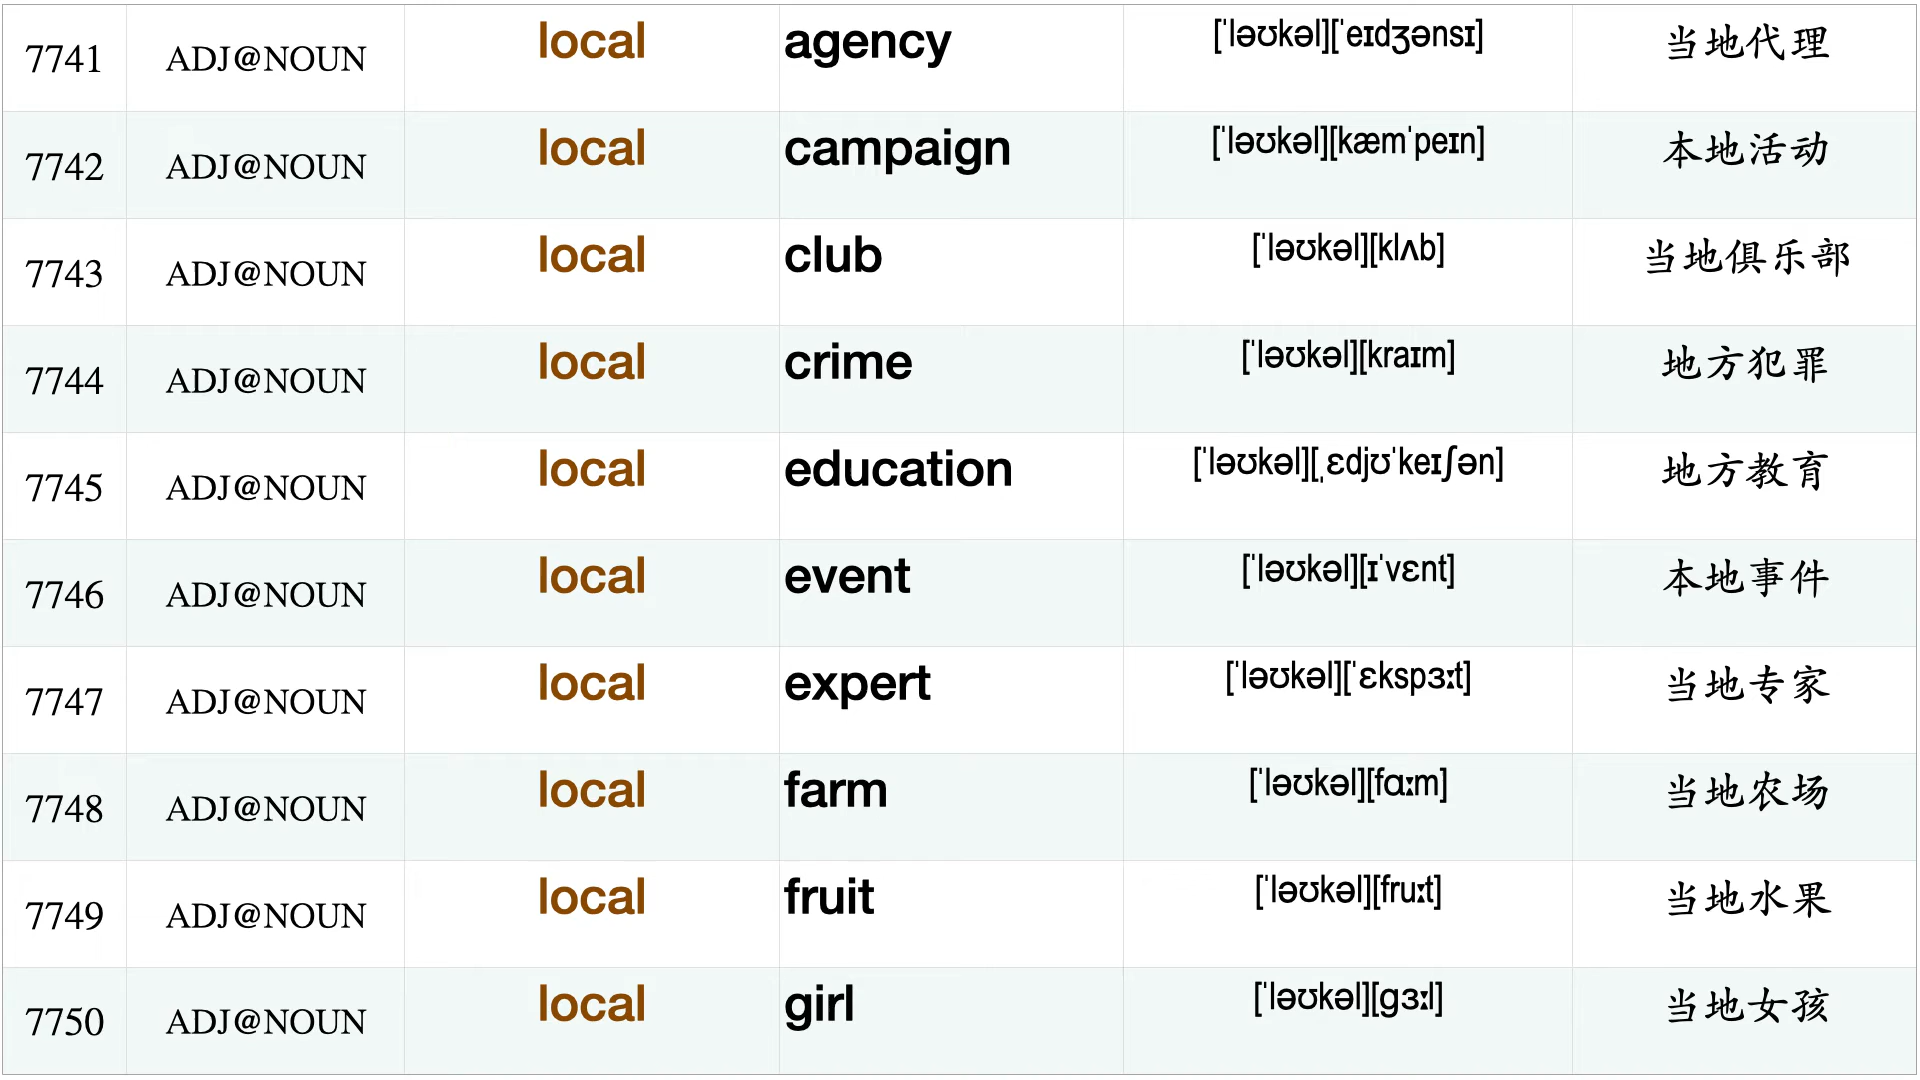 7741 ADJ@NOUN local agency [ˈləʊkəl][ˈeɪdʒənsɪ] 当地代理
7742 ADJ@NOUN local campaign [ˈləʊkəl][kæmˈpeɪn] 本地活动
7743 ADJ@NOUN local club [ˈləʊkəl][klʌb] 当地俱乐部
7744 ADJ@NOUN local crime [ˈləʊkəl][kraɪm] 地方犯罪
7745 ADJ@NOUN local education [ˈləʊkəl][ˌɛdjʊˈkeɪʃən] 地方教育
7746 ADJ@NOUN local event [ˈləʊkəl][ɪˈvɛnt] 本地事件
7747 ADJ@NOUN local expert [ˈləʊkəl][ˈɛkspɜːt] 当地专家
7748 ADJ@NOUN local farm [ˈləʊkəl][fɑːm] 当地农场
7749 ADJ@NOUN local fruit [ˈləʊkəl][fruːt] 当地水果
7750 ADJ@NOUN local girl [ˈləʊkəl][gɜːl] 当地女孩